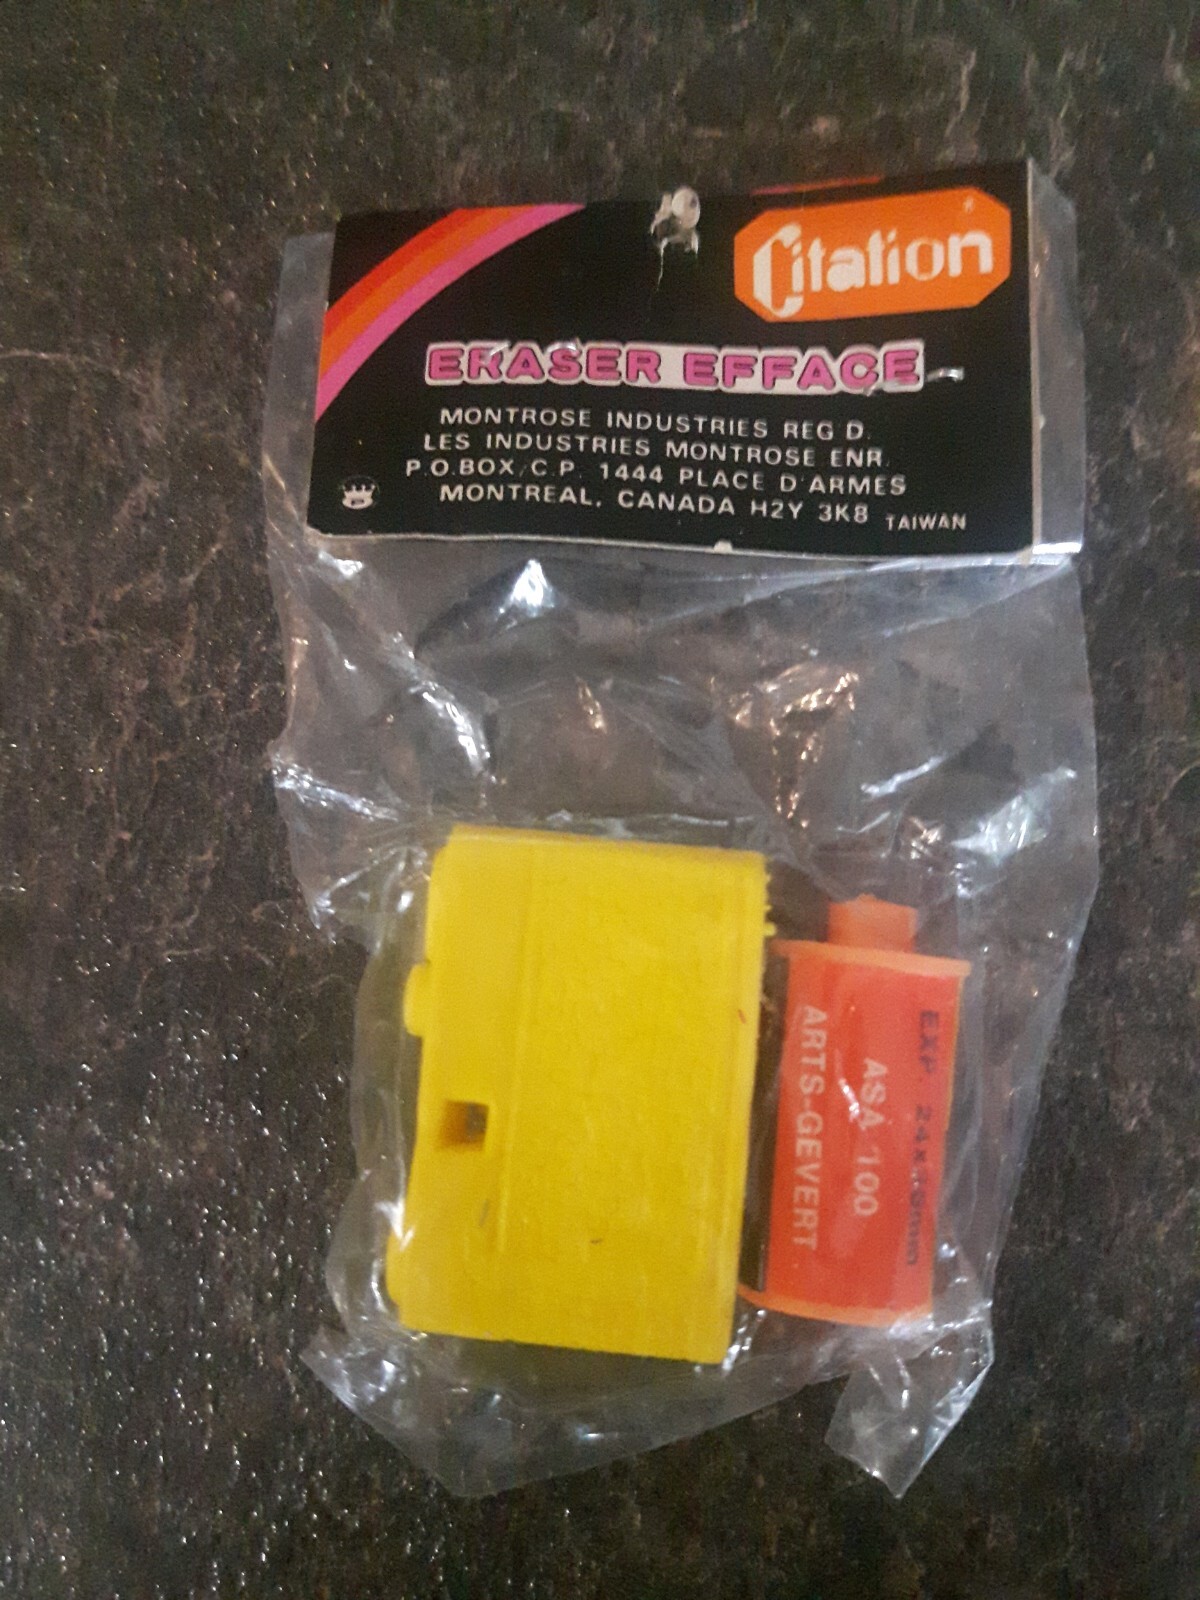 Citation
ERASER EFFACE
MONTROSE INDUSTRIES REG D.
LES INDUSTRIES MONTROSE ENR.
P.O.BOX/C.P. 1444 PLACE D'ARMES
MONTREAL, CANADA H2Y 3K8
TAIWAN
EXP. 24x
ASA 100
ARTS-GEVERT